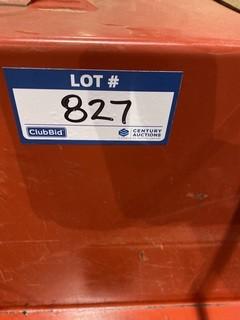 LOT #
827
ClubBid
CENTURY
AUCTIONS